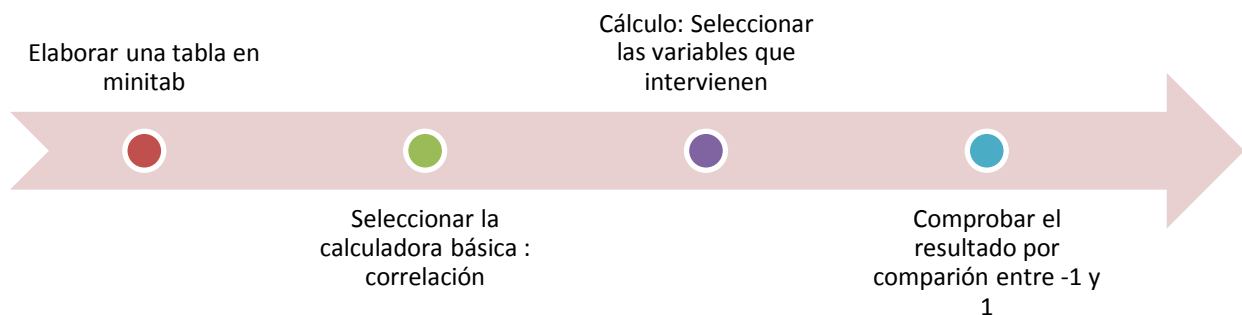 Elaborar una tabla en
minitab
Seleccionar la
calculadora básica :
correlación
Cálculo: Seleccionar
las variables que
intervienen
Comprobar el
resultado por
comparión entre -1 y
1